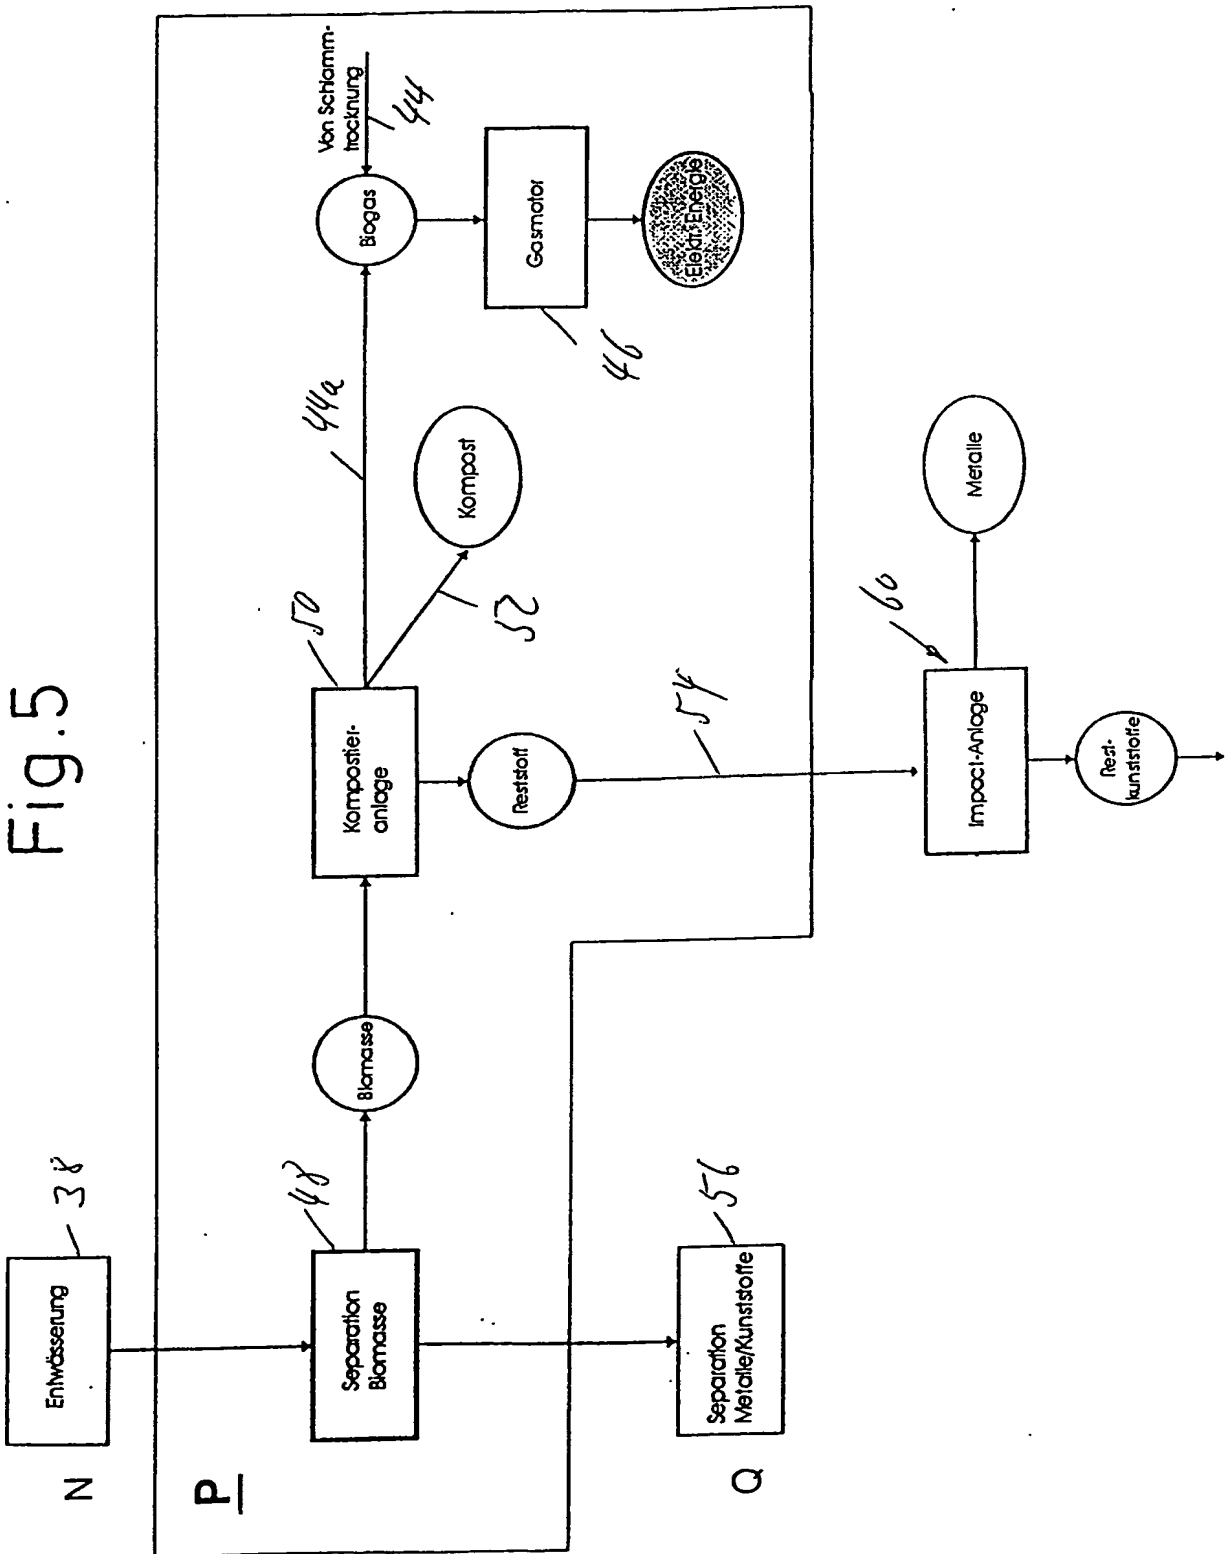 Fig.5
N
Entwässerung
38
P
Separation
Biomasse
48
Biomasse
Kompostier-
anlage
50
44a
Biogas
Von Schlamm-
trocknung
44
Kompost
52
Gasmotor
46
Elektr. Energie
Reststoff
54
Q
Separation
Metalle/Kunststoffe
56
Impact-Anlage
60
Metalle
Rest-
kunststoffe